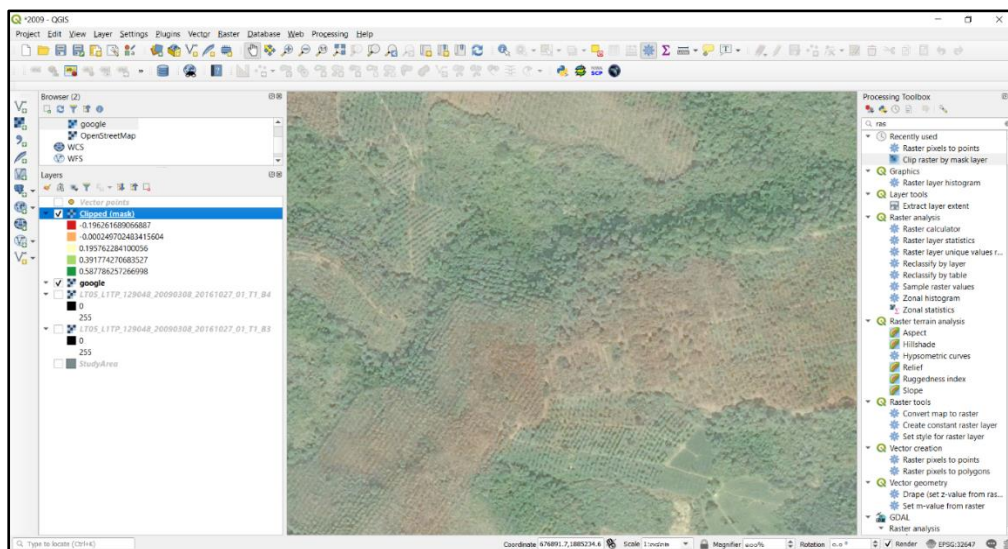 *2009 - QGIS
Project Edit View Layer Settings Plugins Vector Raster Database Web Processing Help
Browser (2)
google
OpenStreetMap
WCS
WFS
Layers
Vector points
Clipped (mask)
-0.196261689066887
-0.000249702483415604
0.195762284100056
0.391774270683527
0.587786257266998
google
LT05_L1TP_129048_20090308_20161027_01_T1_B4
0
255
LT05_L1TP_129048_20090308_20161027_01_T1_B3
0
255
StudyArea
Processing Toolbox
ras
Recently used
Raster pixels to points
Clip raster by mask layer
Graphics
Raster layer histogram
Layer tools
Extract layer extent
Raster analysis
Raster calculator
Raster layer statistics
Raster layer unique values r...
Reclassify by layer
Reclassify by table
Sample raster values
Zonal histogram
Zonal statistics
Raster terrain analysis
Aspect
Hillshade
Hypsometric curves
Relief
Ruggedness index
Slope
Raster tools
Convert map to raster
Create constant raster layer
Set style for raster layer
Vector creation
Raster pixels to points
Raster pixels to polygons
Vector geometry
Drape (set z-value from ras...
Set m-value from raster
GDAL
Raster analysis
Type to locate (Ctrl+K)
Coordinate 676891.7,1885234.6 Scale Magnifier ๑๐๐% Rotation ๐.๐ ° Render EPSG:32647